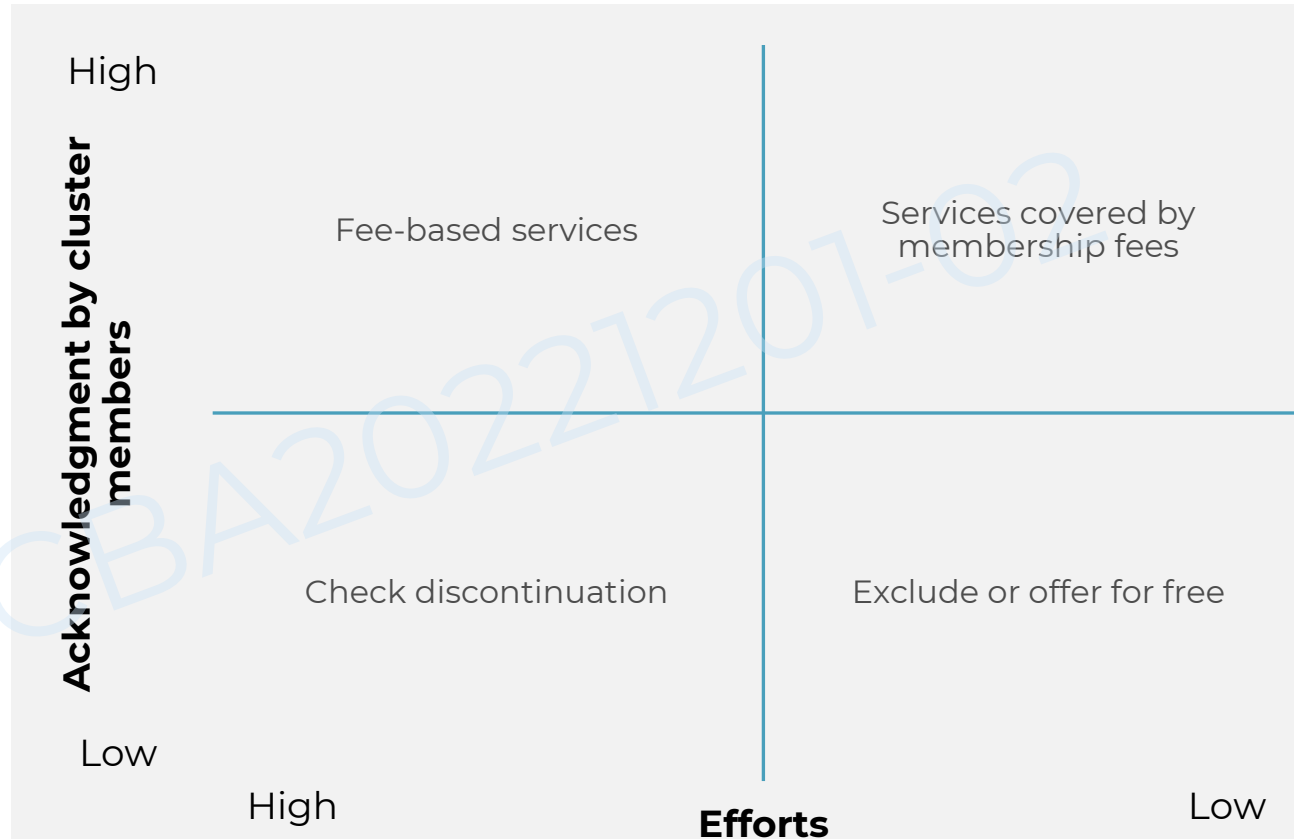 High
Acknowledgment by cluster
members
Fee-based services
Services covered by
membership fees
CBA20221201-02
Check discontinuation
Exclude or offer for free
Low
High
Efforts
Low